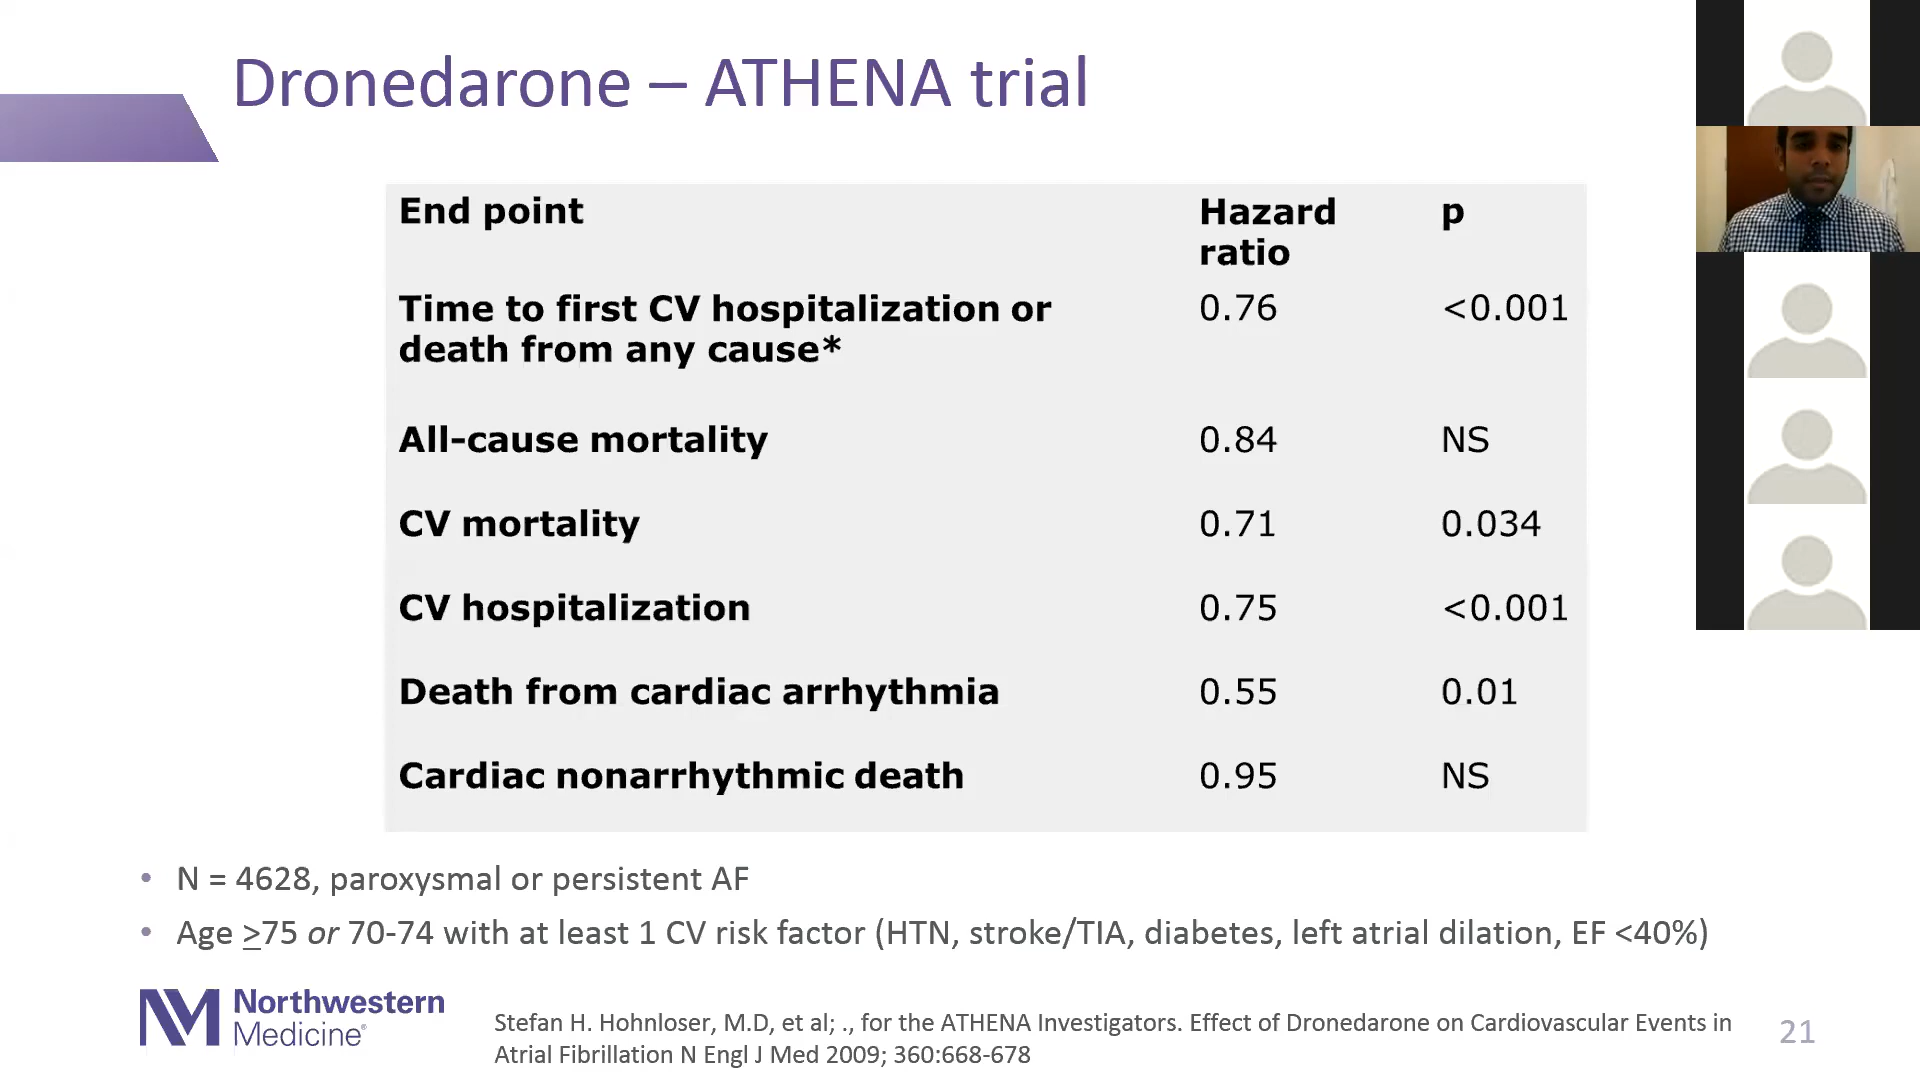 Dronedarone – ATHENA trial
End point Hazard ratio p
Time to first CV hospitalization or death from any cause* 0.76 <0.001
All-cause mortality 0.84 NS
CV mortality 0.71 0.034
CV hospitalization 0.75 <0.001
Death from cardiac arrhythmia 0.55 0.01
Cardiac nonarrhythmic death 0.95 NS
• N = 4628, paroxysmal or persistent AF
• Age ≥75 or 70-74 with at least 1 CV risk factor (HTN, stroke/TIA, diabetes, left atrial dilation, EF <40%)
NM Northwestern
Medicine®
Stefan H. Hohnloser, M.D, et al; ., for the ATHENA Investigators. Effect of Dronedarone on Cardiovascular Events in
Atrial Fibrillation N Engl J Med 2009; 360:668-678
21